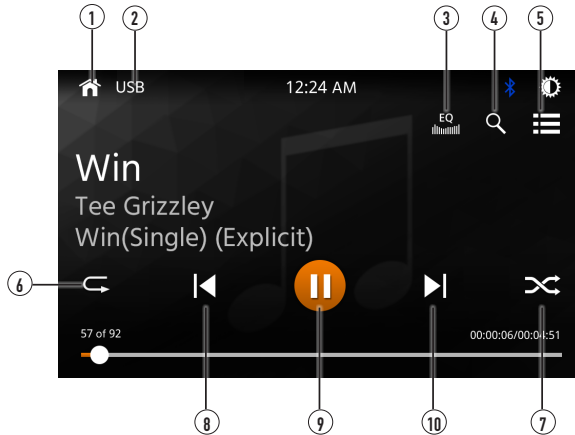 1 2 3 4 5
USB 12:24 AM
EQ
Win
Tee Grizzley
Win(Single) (Explicit)
6
57 of 92 00:00:06/00:04:51
8 9 10 7